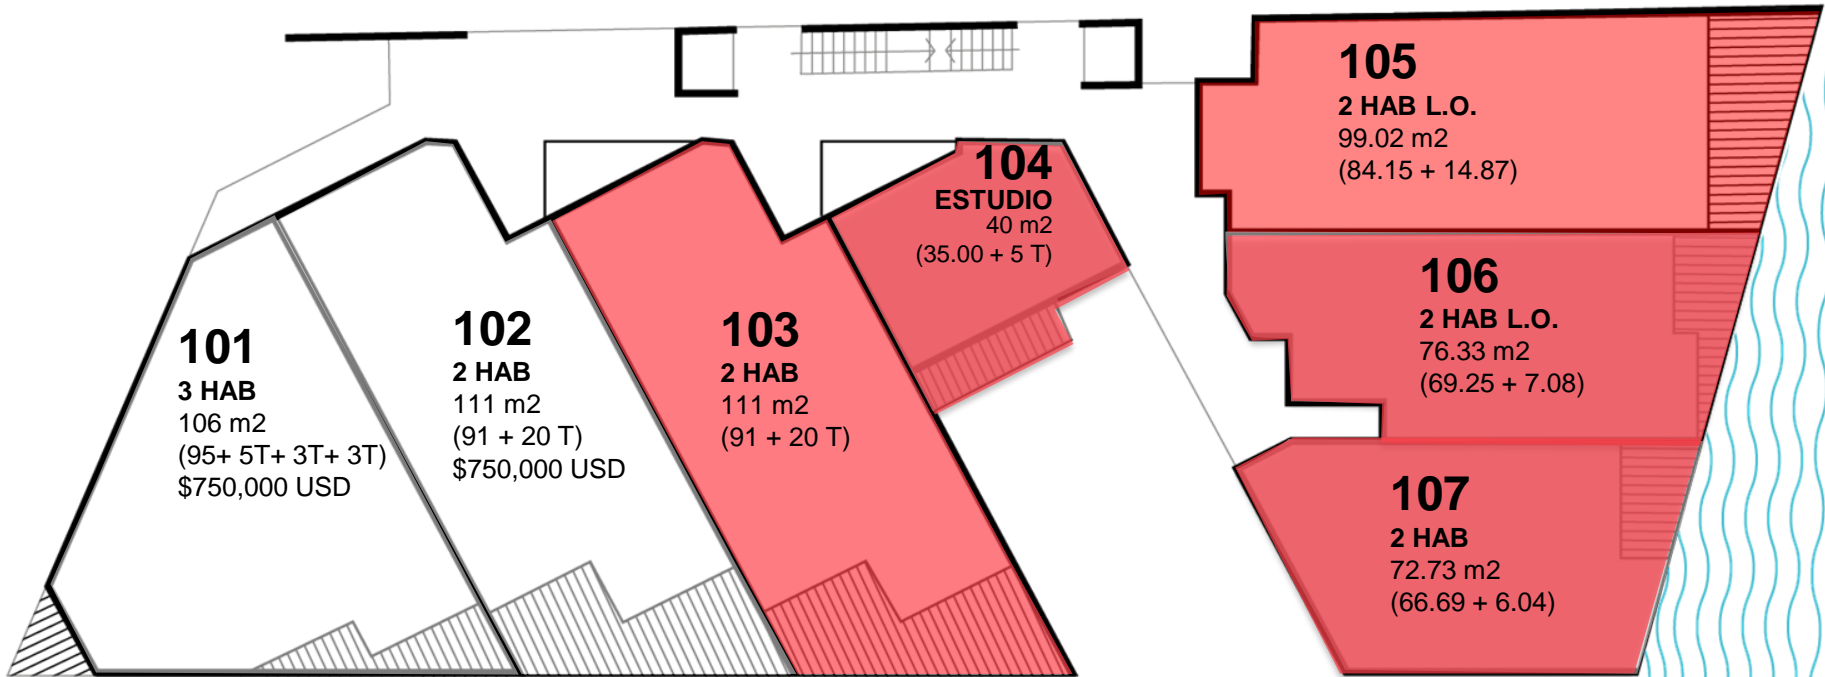 101
3 HAB
106 m2
(95+ 5T+ 3T+ 3T)
$750,000 USD
102
2 HAB
111 m2
(91 + 20 T)
$750,000 USD
103
2 HAB
111 m2
(91 + 20 T)
104
ESTUDIO
40 m2
(35.00 + 5 T)
105
2 HAB L.O.
99.02 m2
(84.15 + 14.87)
106
2 HAB L.O.
76.33 m2
(69.25 + 7.08)
107
2 HAB
72.73 m2
(66.69 + 6.04)